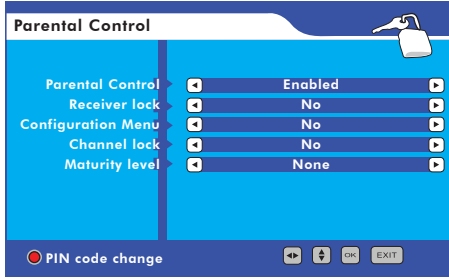 Parental Control
Parental Control Enabled
Receiver lock No
Configuration Menu No
Channel lock No
Maturity level None
PIN code change OK EXIT